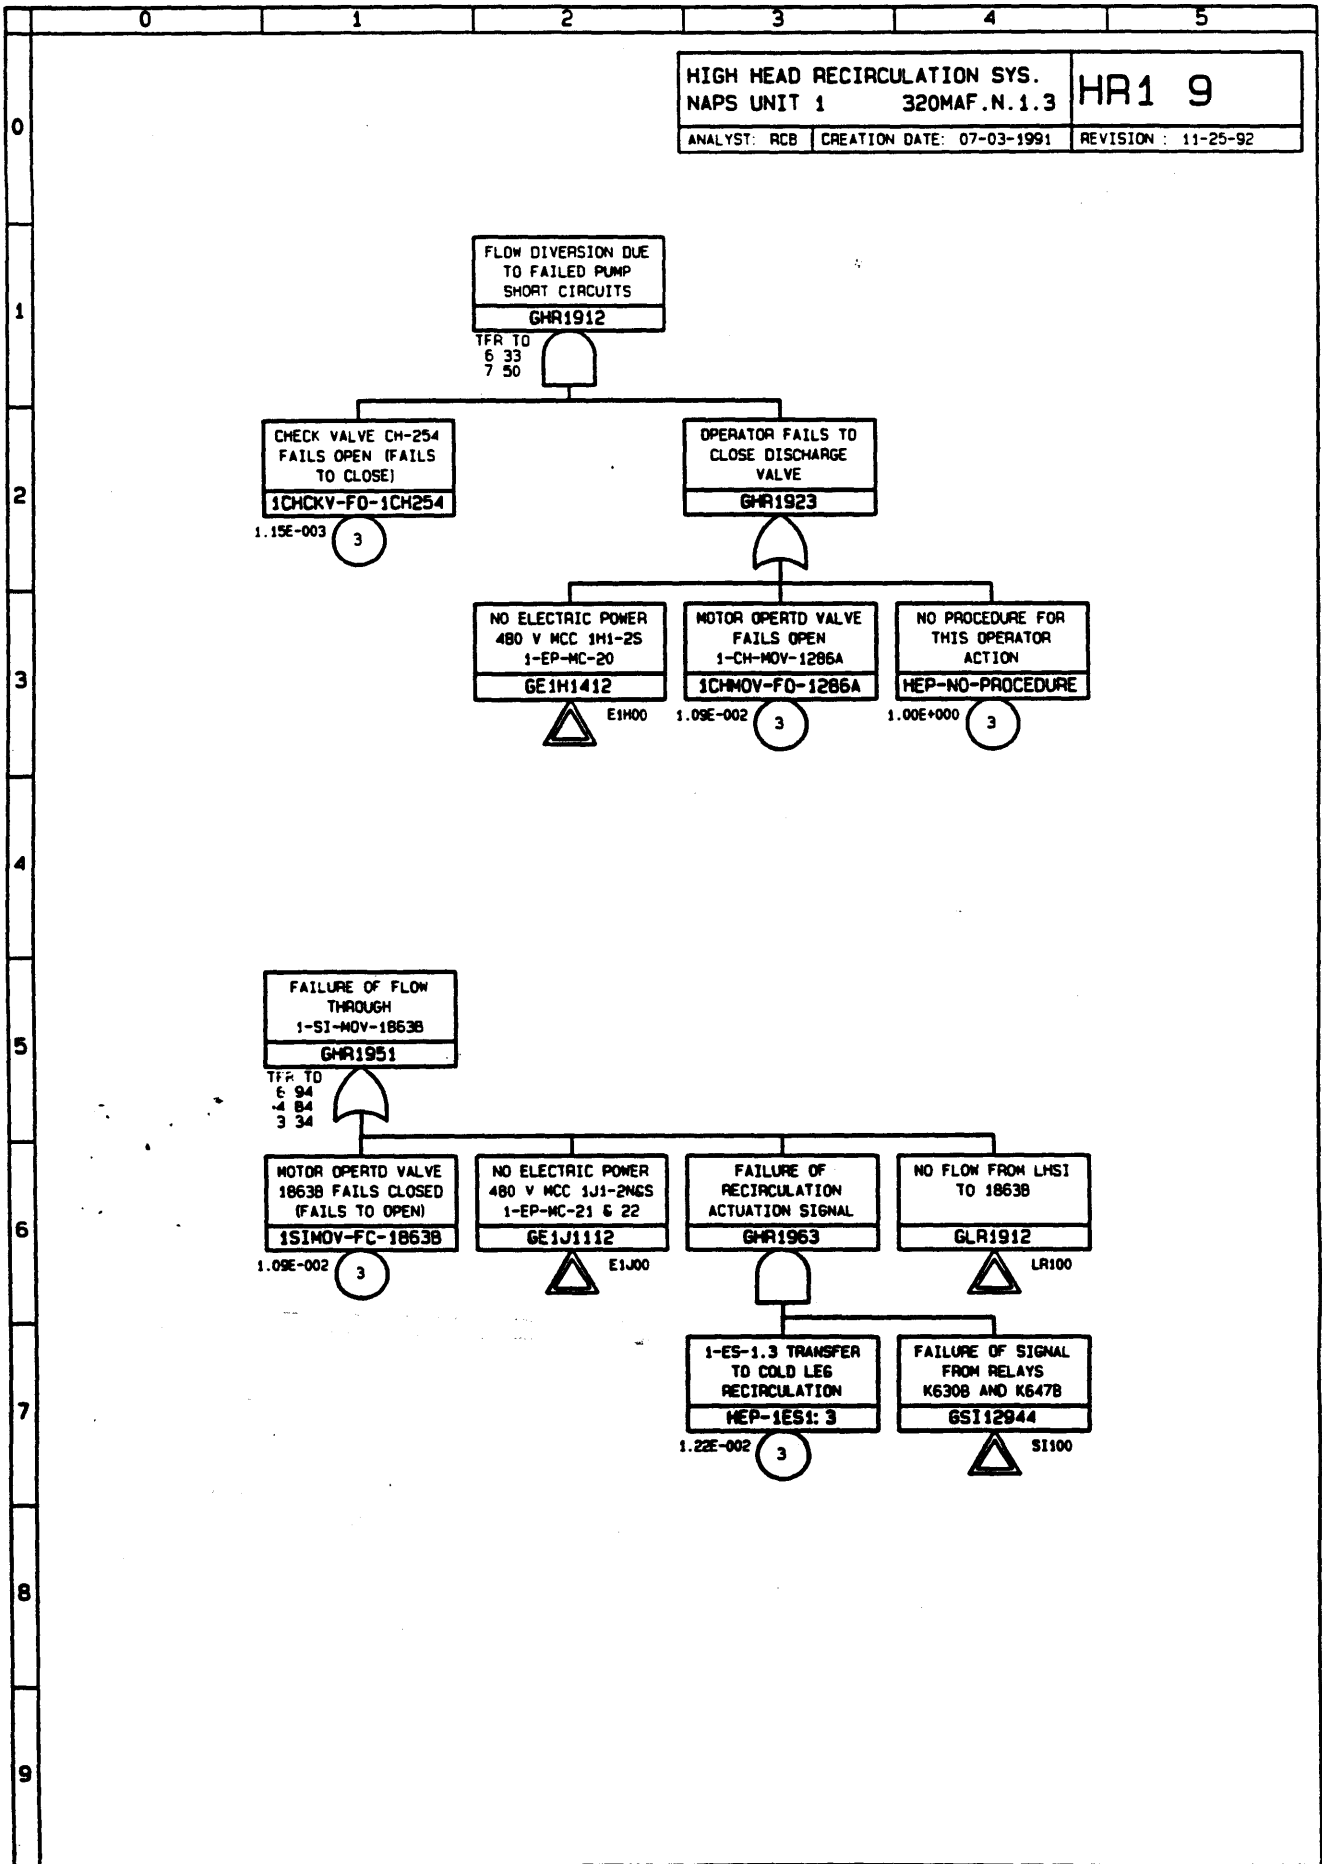 0 1 2 3 4 5
HIGH HEAD RECIRCULATION SYS.
NAPS UNIT 1 320MAF.N.1.3
HR1 9
ANALYST: RCB CREATION DATE: 07-03-1991 REVISION : 11-25-92
0
1
2
3
4
5
6
7
8
9
FLOW DIVERSION DUE
TO FAILED PUMP
SHORT CIRCUITS
GHR1912
TFR TO
6 33
7 50
CHECK VALVE CH-254
FAILS OPEN (FAILS
TO CLOSE)
1CHCKV-FO-1CH254
1.15E-003
3
OPERATOR FAILS TO
CLOSE DISCHARGE
VALVE
GHR1923
NO ELECTRIC POWER
480 V MCC 1H1-2S
1-EP-MC-20
GE1H1412
E1H00
MOTOR OPERTD VALVE
FAILS OPEN
1-CH-MOV-1286A
1CHMOV-FO-1286A
1.09E-002
3
NO PROCEDURE FOR
THIS OPERATOR
ACTION
HEP-NO-PROCEDURE
1.00E+000
3
FAILURE OF FLOW
THROUGH
1-SI-MOV-1863B
GHR1951
TFR TO
6 94
4 84
3 34
MOTOR OPERTD VALVE
1863B FAILS CLOSED
(FAILS TO OPEN)
1SIMOV-FC-1863B
1.09E-002
3
NO ELECTRIC POWER
480 V MCC 1J1-2N&S
1-EP-MC-21 & 22
GE1J1112
E1J00
FAILURE OF
RECIRCULATION
ACTUATION SIGNAL
GHR1963
NO FLOW FROM LHSI
TO 1863B
GLR1912
LR100
1-ES-1.3 TRANSFER
TO COLD LEG
RECIRCULATION
HEP-1ES1:3
1.22E-002
3
FAILURE OF SIGNAL
FROM RELAYS
K630B AND K647B
GSI12944
SI100